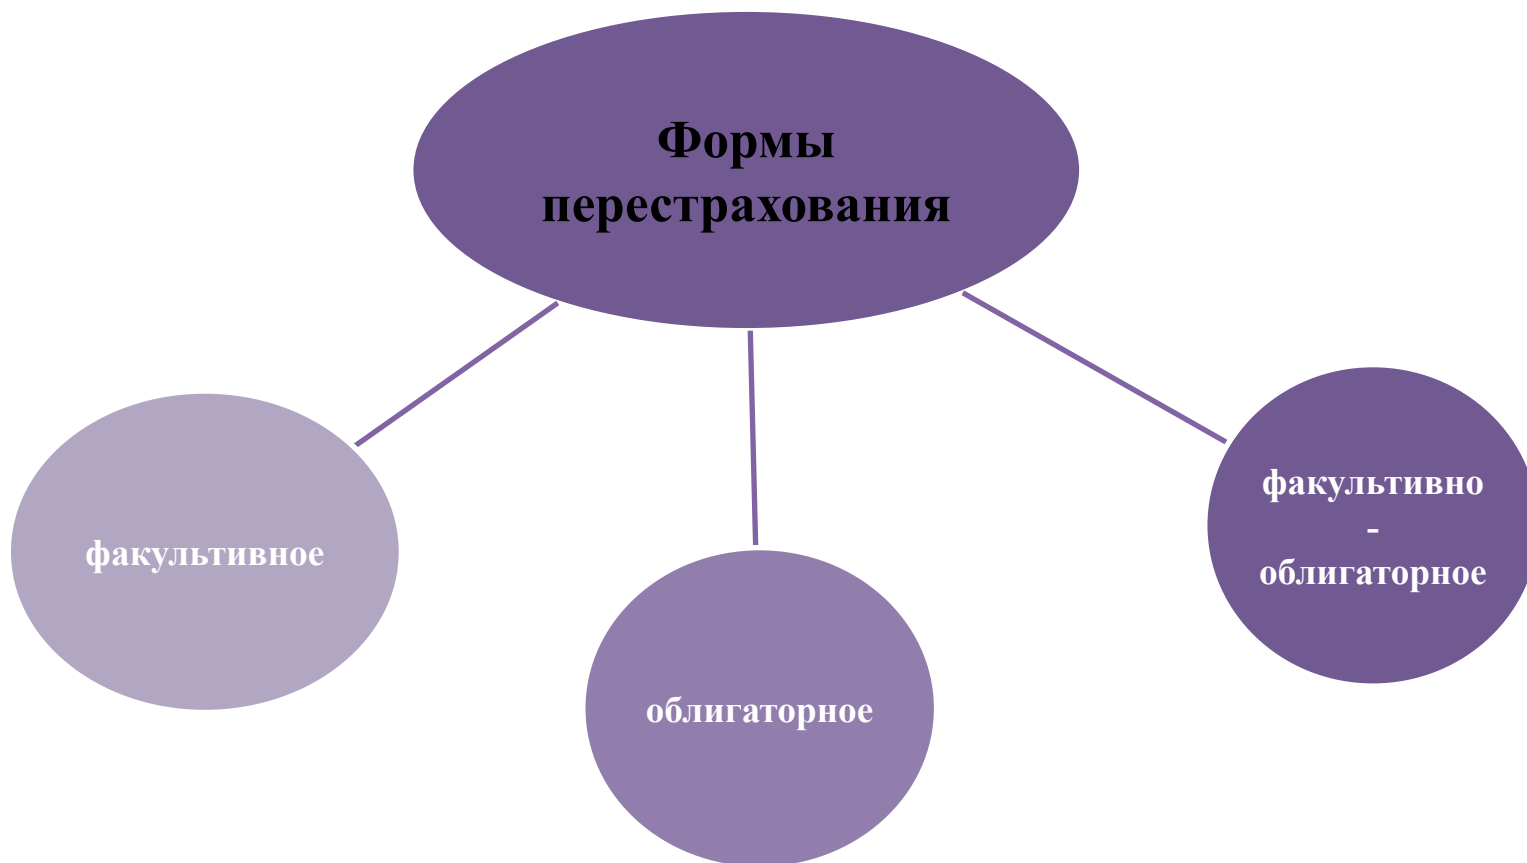 Формы
перестрахования
факультивное
облигаторное
факультивно
-
облигаторное